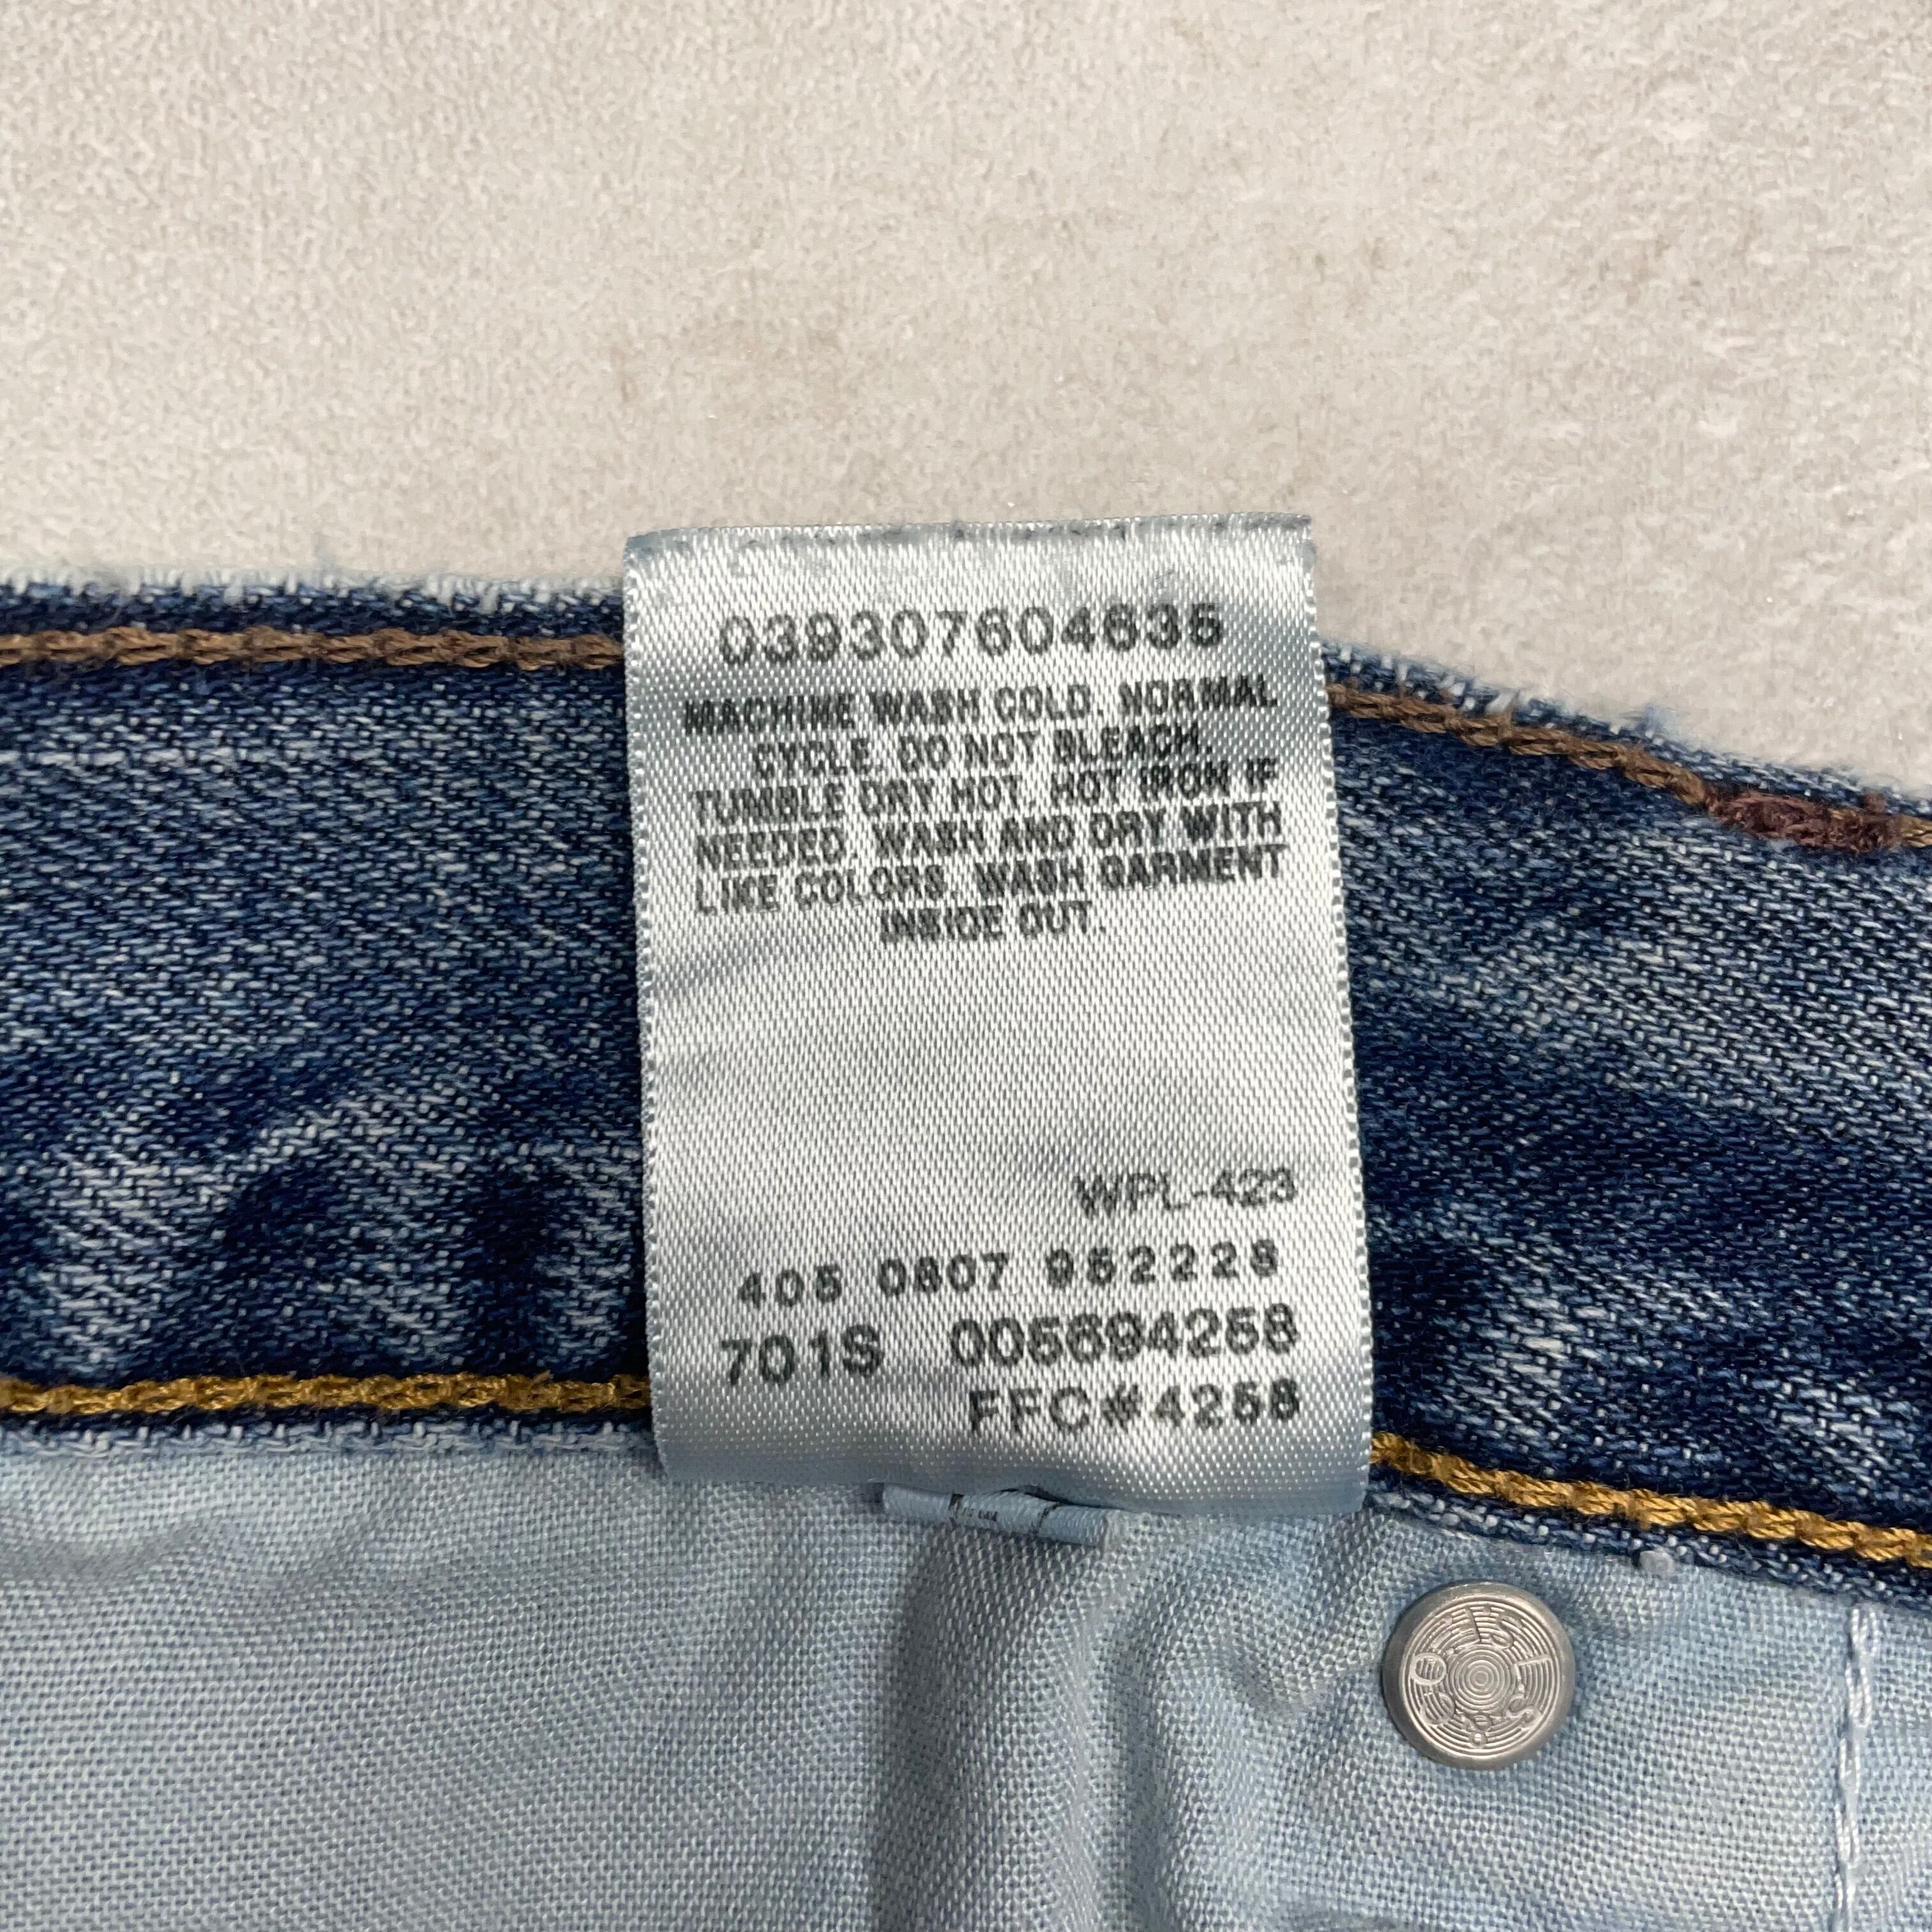 039307604635
MACHINE WASH COLD. NORMAL
CYCLE. DO NOT BLEACH.
TUMBLE DRY HOT. HOT IRON IF
NEEDED. WASH AND DRY WITH
LIKE COLORS. WASH GARMENT
INSIDE OUT.
WPL-423
405 0807 952228
701S 005694258
FFC#4258